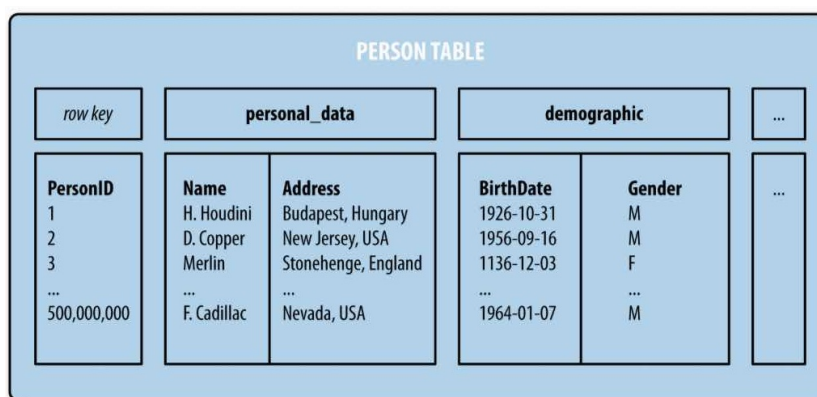 PERSON TABLE
row key personal_data demographic ...
PersonID Name Address BirthDate Gender ...
1 H. Houdini Budapest, Hungary 1926-10-31 M
2 D. Copper New Jersey, USA 1956-09-16 M
3 Merlin Stonehenge, England 1136-12-03 F
... ... ... ... ...
500,000,000 F. Cadillac Nevada, USA 1964-01-07 M